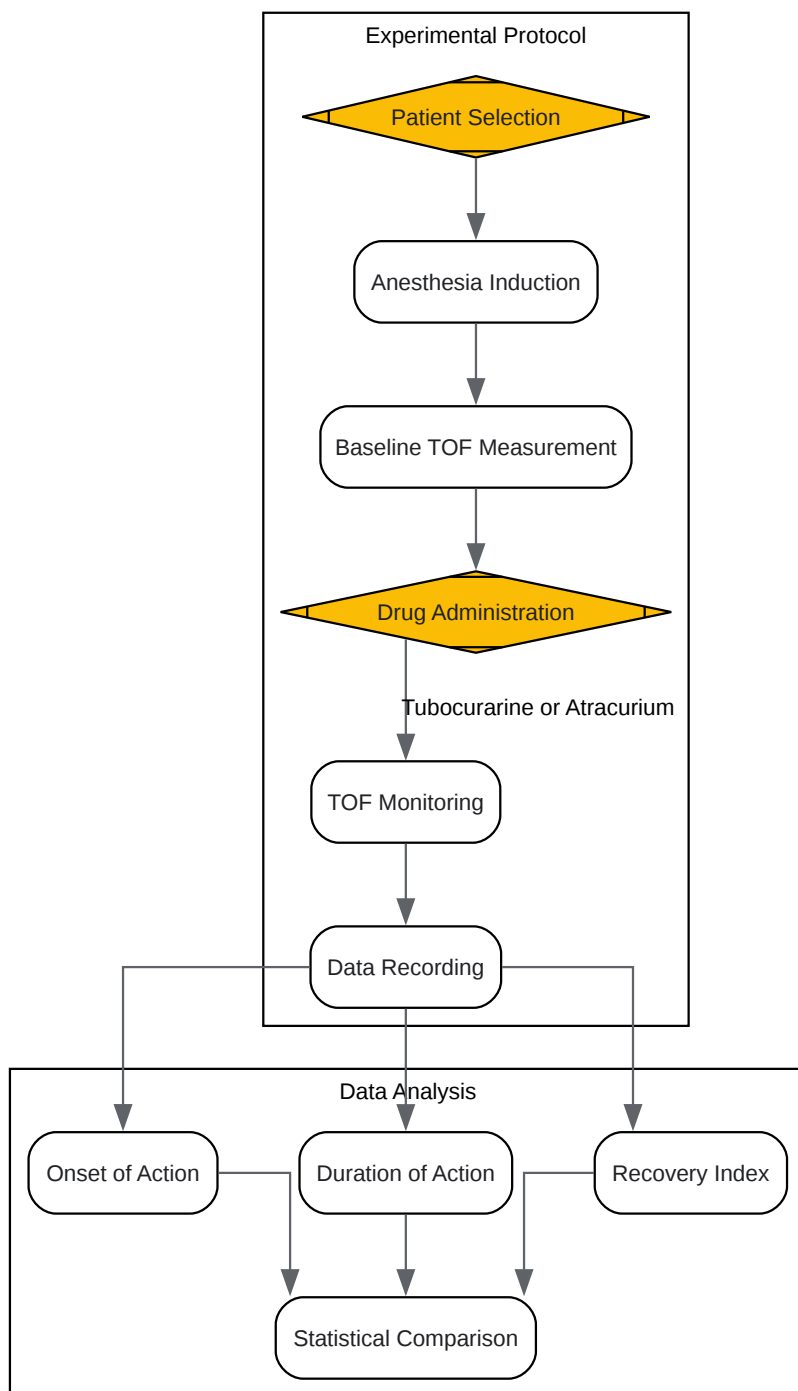 Experimental Protocol
Patient Selection
Anesthesia Induction
Baseline TOF Measurement
Drug Administration
Tubocurarine or Atracurium
TOF Monitoring
Data Recording
Data Analysis
Onset of Action
Duration of Action
Recovery Index
Statistical Comparison